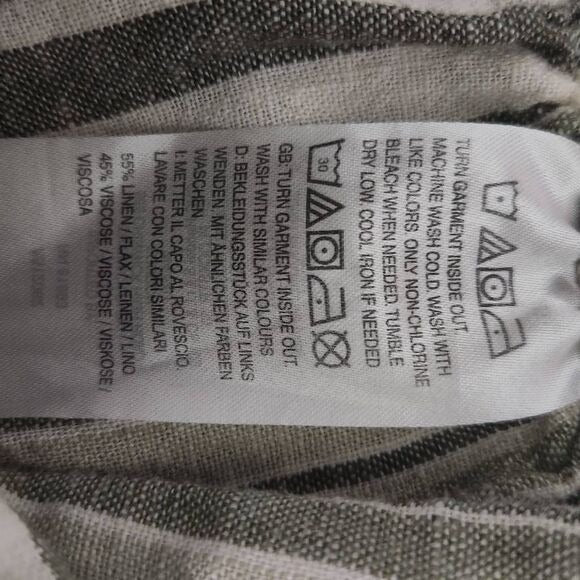 TURN GARMENT INSIDE OUT.
MACHINE WASH COLD. WASH WITH
LIKE COLORS. ONLY NON-CHLORINE
BLEACH WHEN NEEDED. TUMBLE
DRY LOW. COOL IRON IF NEEDED
30
GB: TURN GARMENT INSIDE OUT.
WASH WITH SIMILAR COLOURS
D: BEKLEIDUNGSSTÜCK AUF LINKS
WENDEN. MIT ÄHNLICHEN FARBEN
WASCHEN
I: METTER IL CAPO AL ROVESCIO.
LAVARE CON COLORI SIMILARI
55% LINEN / FLAX / LEINEN / LINO
45% VISCOSE / VISCOSE / VISKOSE /
VISCOSA